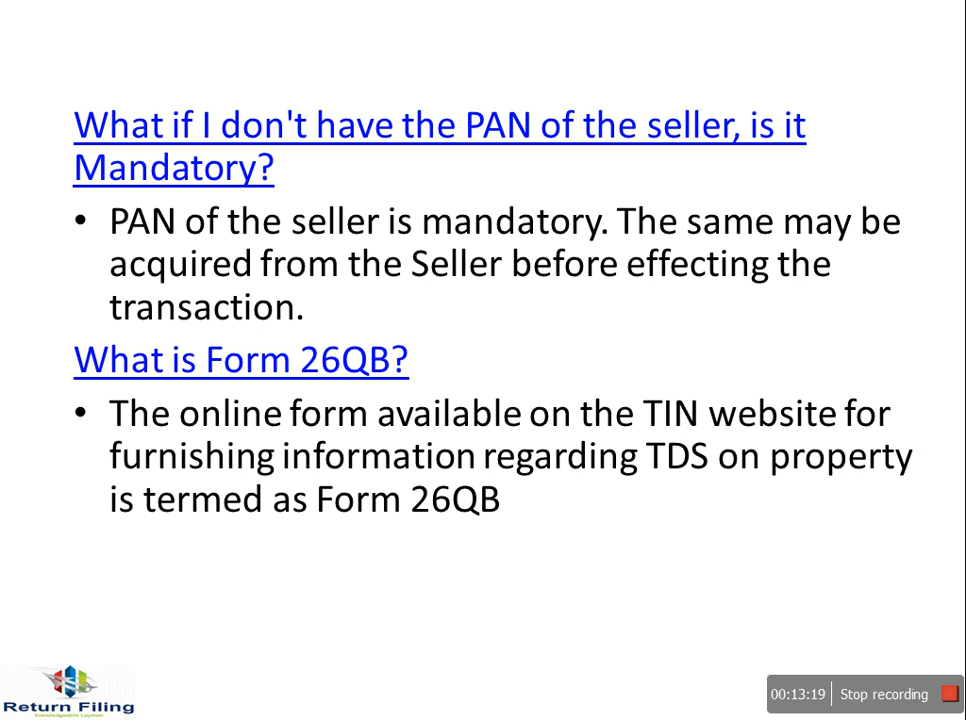 What if I don't have the PAN of the seller, is it
Mandatory?
• PAN of the seller is mandatory. The same may be
acquired from the Seller before effecting the
transaction.
What is Form 26QB?
• The online form available on the TIN website for
furnishing information regarding TDS on property
is termed as Form 26QB
Return Filing
Knowledgeable Layman
00:13:19 Stop recording